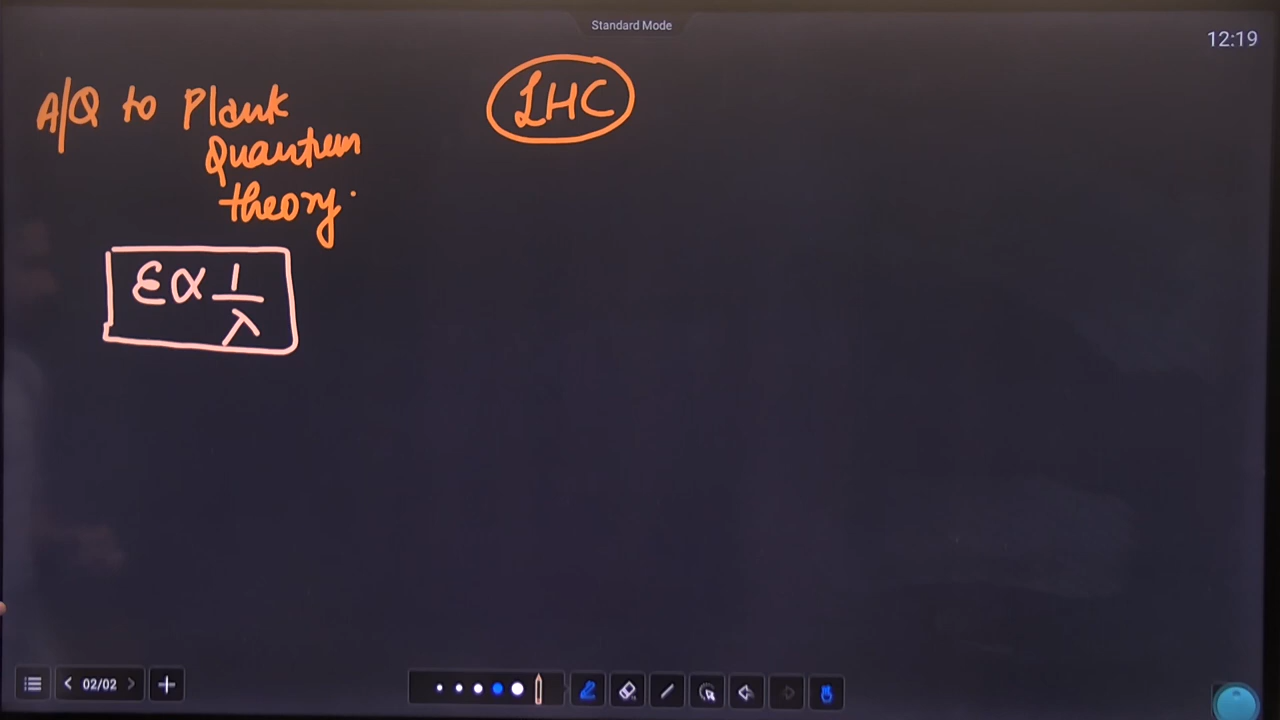 Standard Mode
12:19
A/Q to Plank
Quantum
theory.
LHC
E ∝ 1/λ
02/02